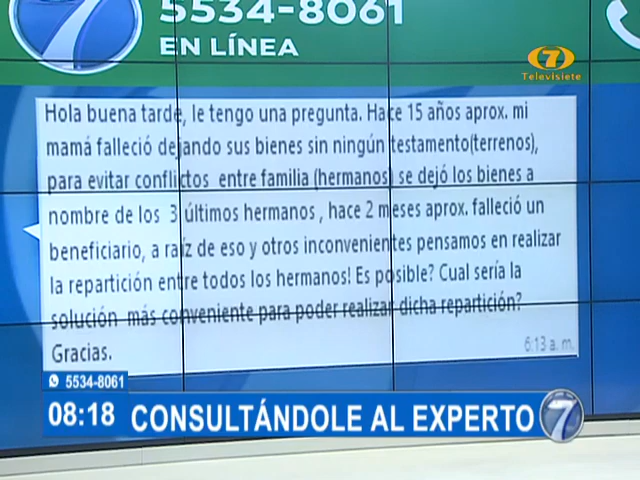 5534-8061
EN LÍNEA
7
Televisiete
Hola buena tarde, le tengo una pregunta. Hace 15 años aprox. mi
mamá falleció dejando sus bienes sin ningún testamento(terrenos),
para evitar conflictos entre familia (hermanos) se dejó los bienes a
nombre de los 3 últimos hermanos , hace 2 meses aprox. falleció un
beneficiario, a raíz de eso y otros inconvenientes pensamos en realizar
la repartición entre todos los hermanos! Es posible? Cual sería la
solución más conveniente para poder realizar dicha repartición?
Gracias.
6:13 a. m.
5534-8061
08:18 CONSULTÁNDOLE AL EXPERTO 7